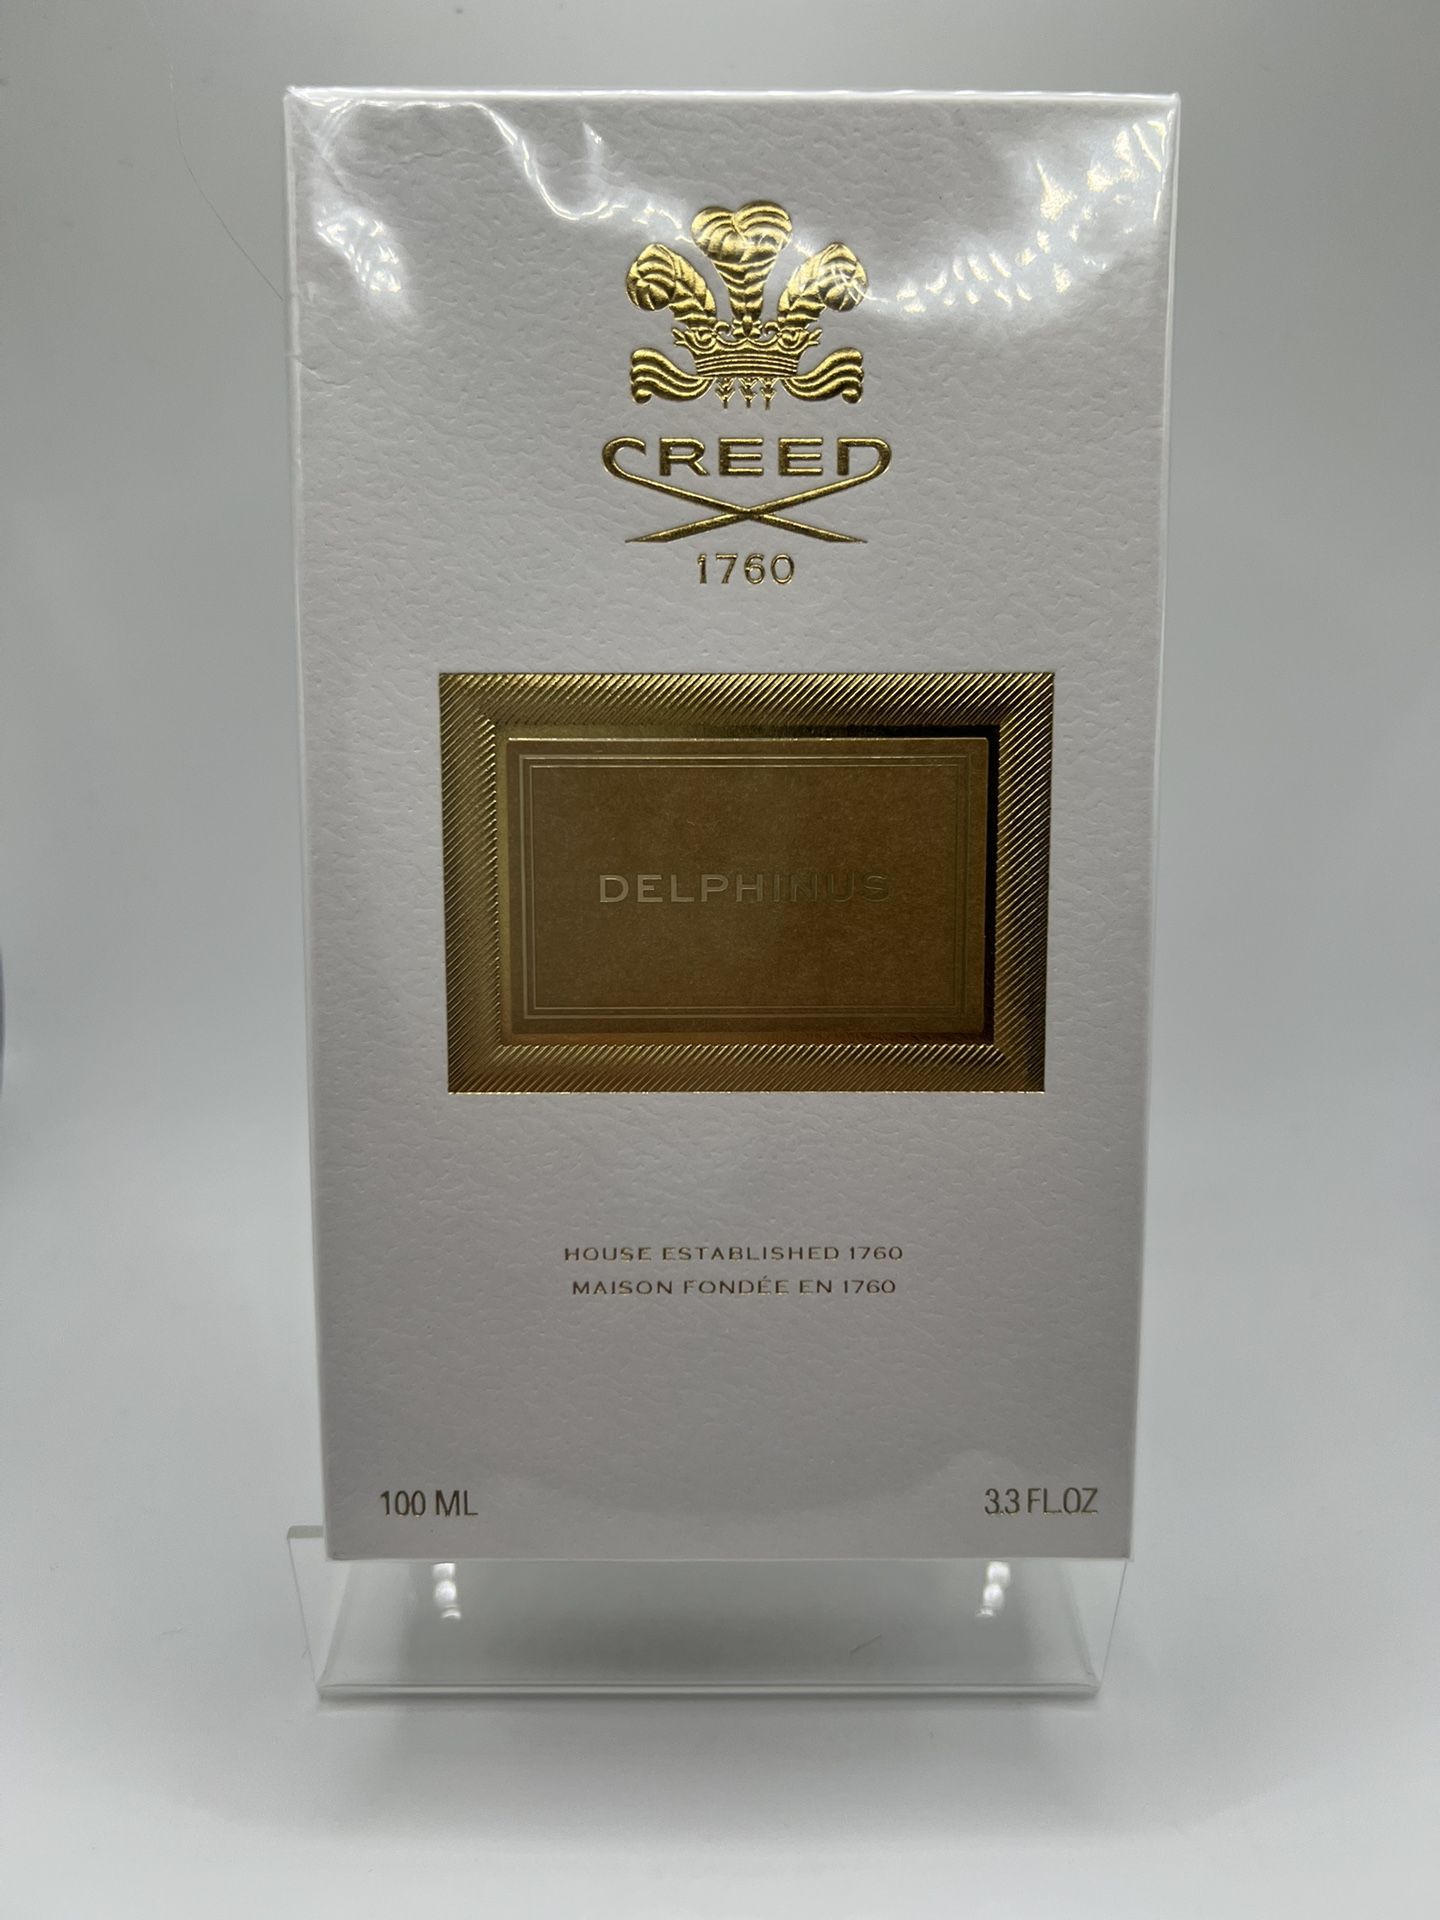 CREED
1760
DELPHINUS
HOUSE ESTABLISHED 1760
MAISON FONDÉE EN 1760
100 ML
3.3 FL.OZ